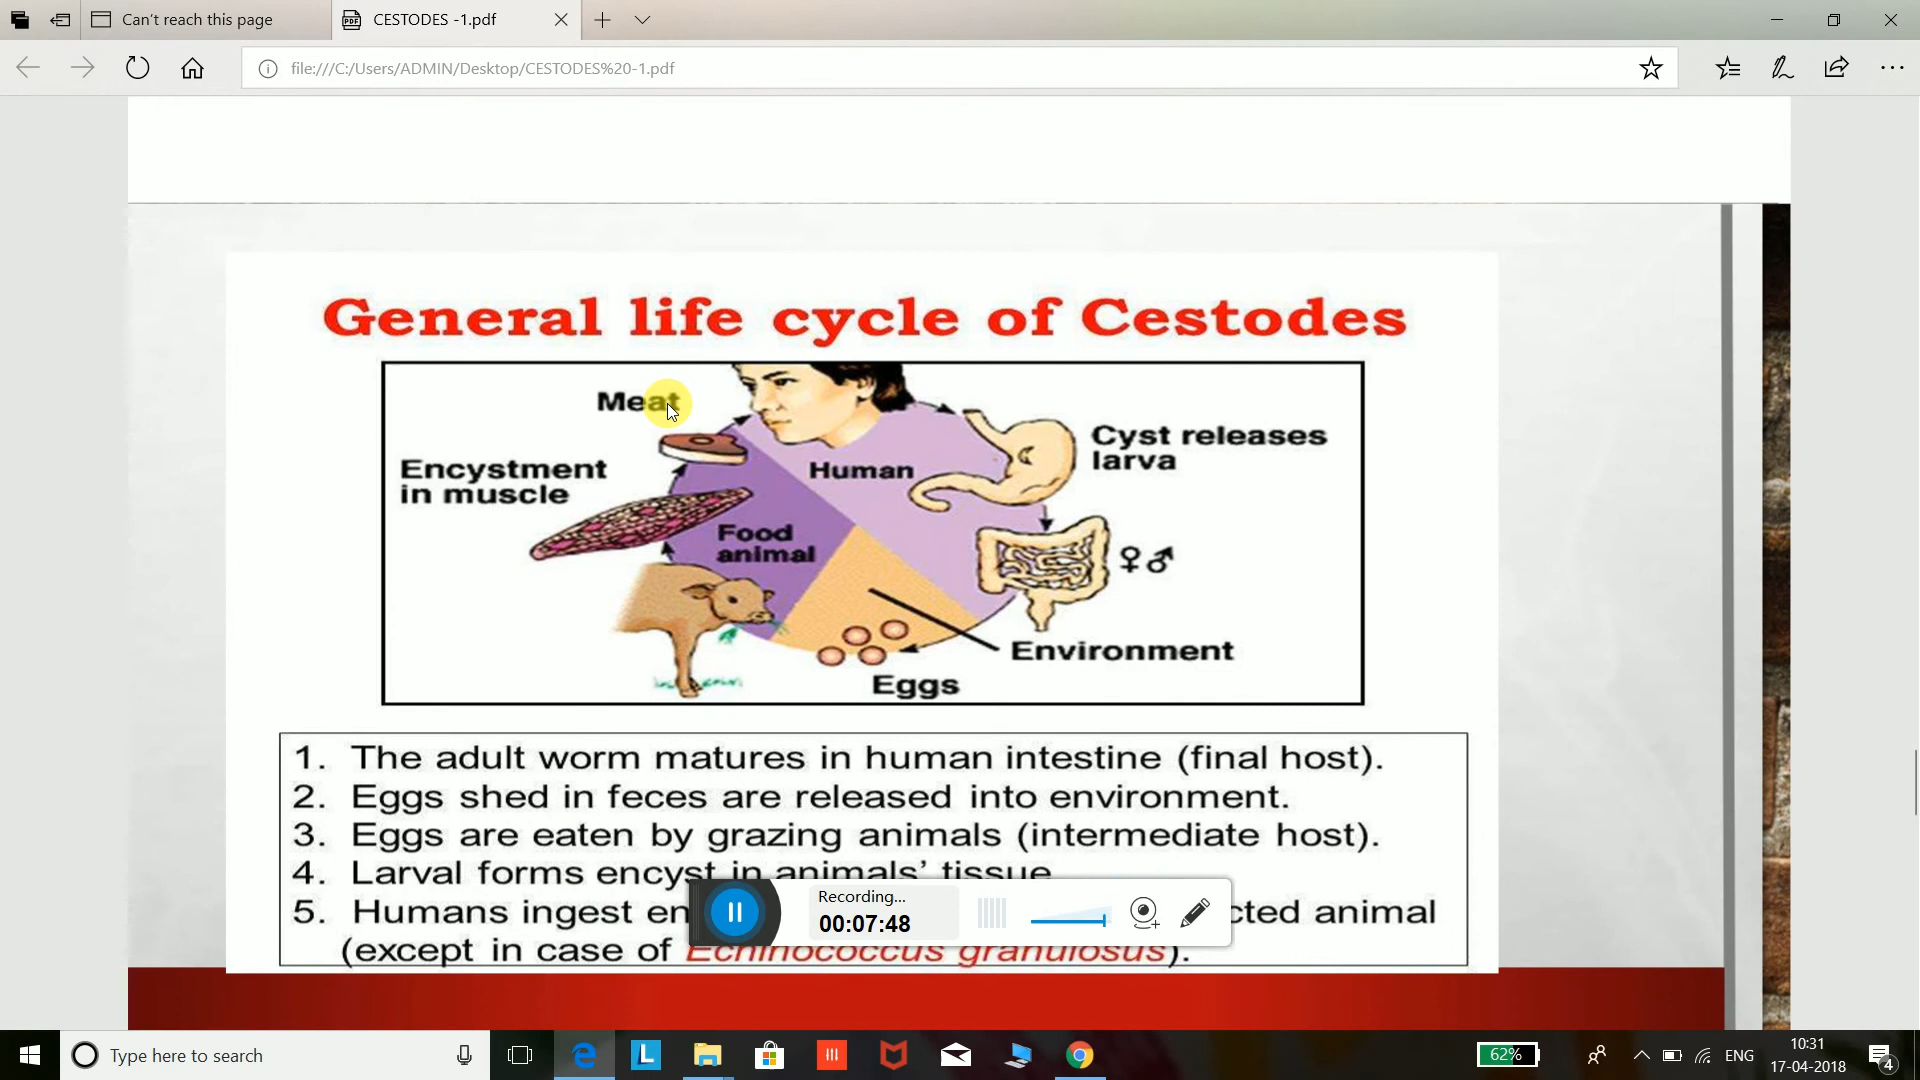 Can't reach this page
CESTODES -1.pdf
file:///C:/Users/ADMIN/Desktop/CESTODES%20-1.pdf
General life cycle of Cestodes
Meat
Encystment
in muscle
Human
Cyst releases
larva
Food
animal
Environment
Eggs
1. The adult worm matures in human intestine (final host).
2. Eggs shed in feces are released into environment.
3. Eggs are eaten by grazing animals (intermediate host).
4. Larval forms encyst in animals' tissue
5. Humans ingest en
cted animal
(except in case of Echinococcus granulosus).
Recording...
00:07:48
Type here to search
62%
ENG
10:31
17-04-2018
4